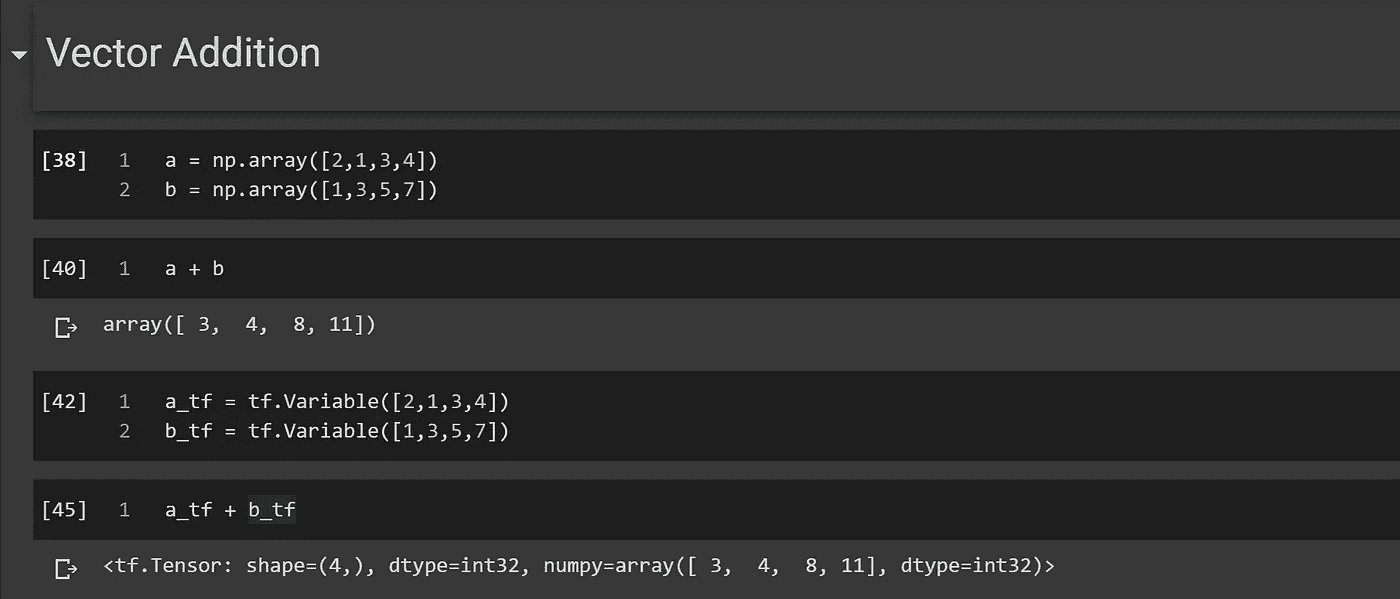 Vector Addition
[38] 1 a = np.array([2,1,3,4])
2 b = np.array([1,3,5,7])
[40] 1 a + b
array([ 3,  4,  8, 11])
[42] 1 a_tf = tf.Variable([2,1,3,4])
2 b_tf = tf.Variable([1,3,5,7])
[45] 1 a_tf + b_tf
<tf.Tensor: shape=(4,), dtype=int32, numpy=array([ 3,  4,  8, 11], dtype=int32)>